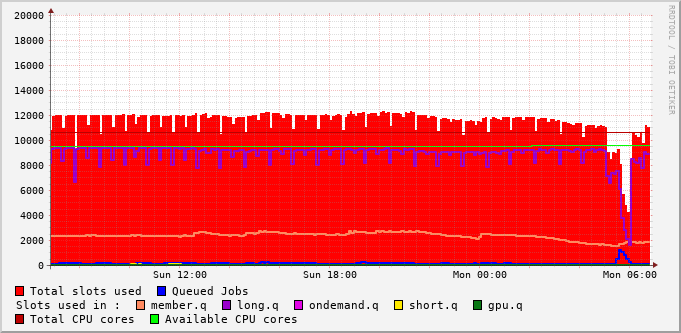 RRDTOOL / TOBI OETIKER
20000
18000
16000
14000
12000
10000
8000
6000
4000
2000
0
Sun 12:00 Sun 18:00 Mon 00:00 Mon 06:00
Total slots used Queued Jobs
Slots used in : member.q long.q ondemand.q short.q gpu.q
Total CPU cores Available CPU cores